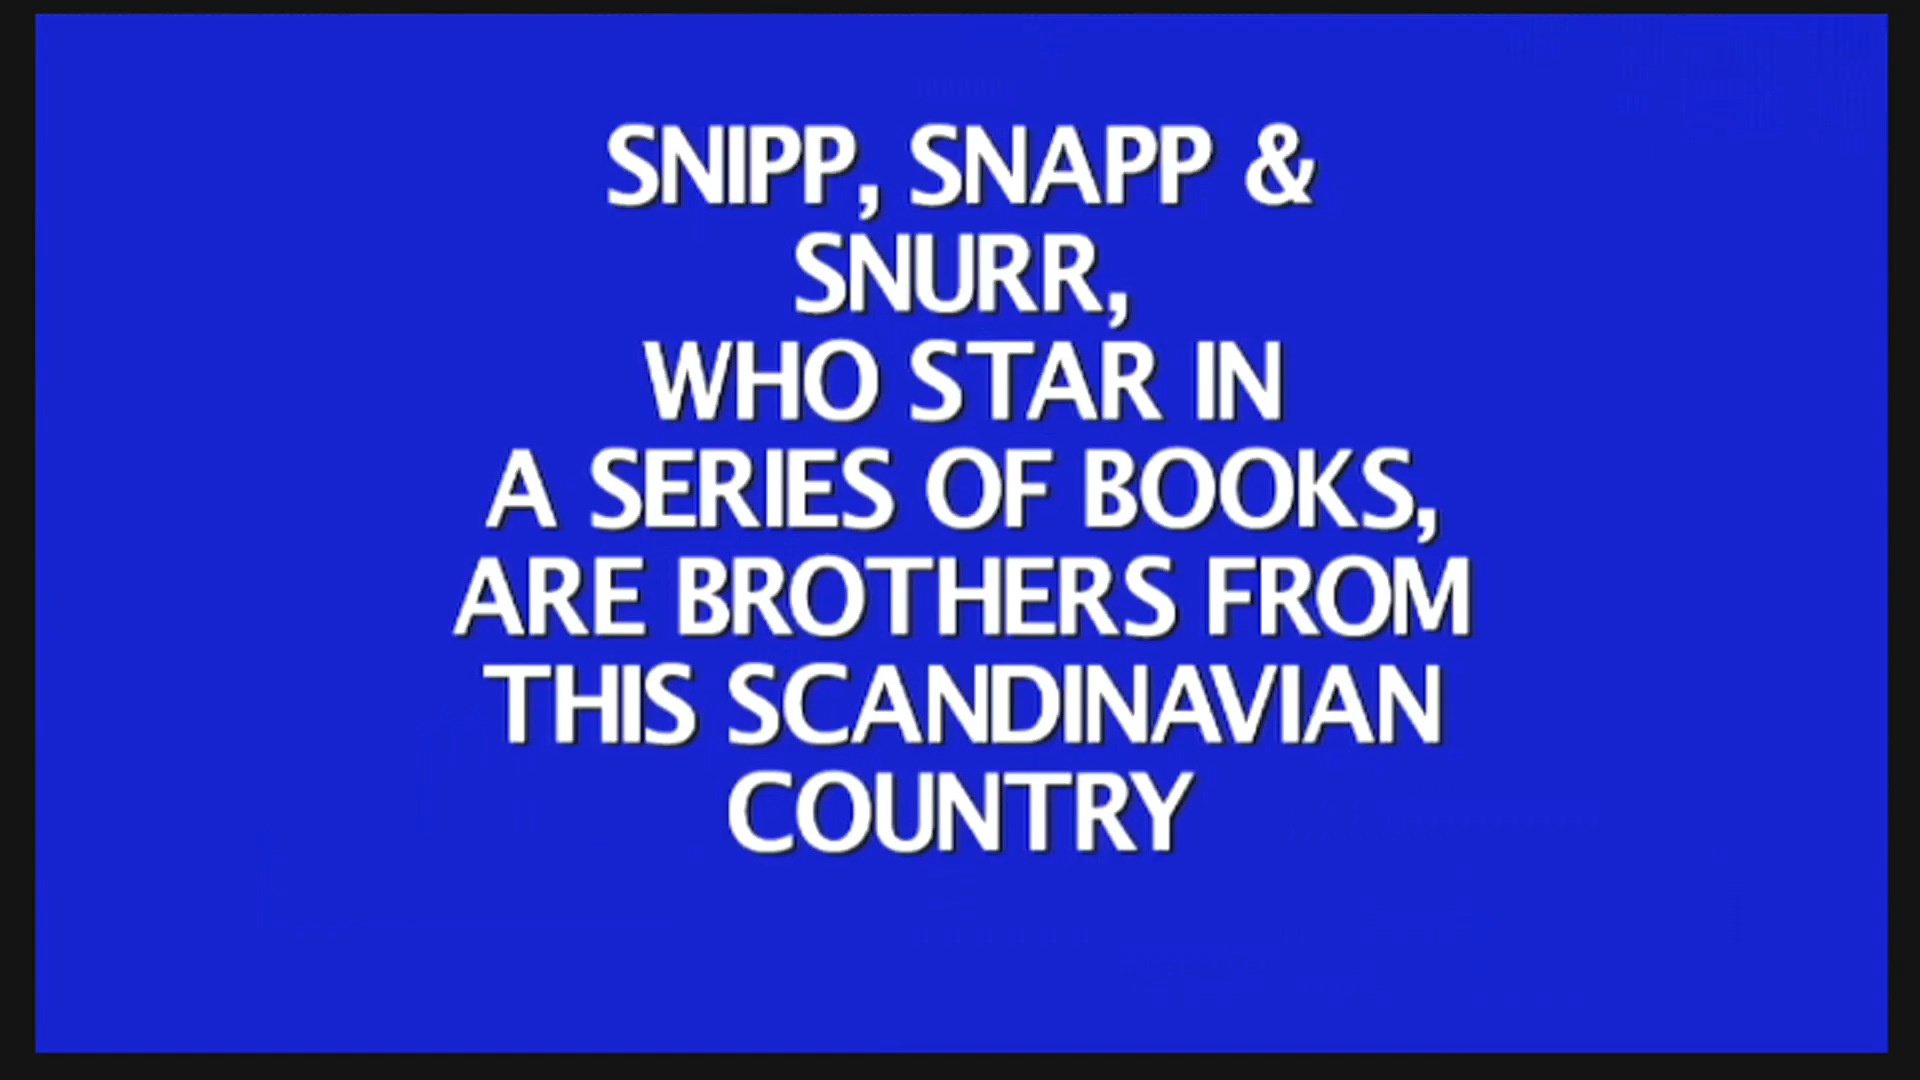 SNIPP, SNAPP &
SNURR,
WHO STAR IN
A SERIES OF BOOKS,
ARE BROTHERS FROM
THIS SCANDINAVIAN
COUNTRY